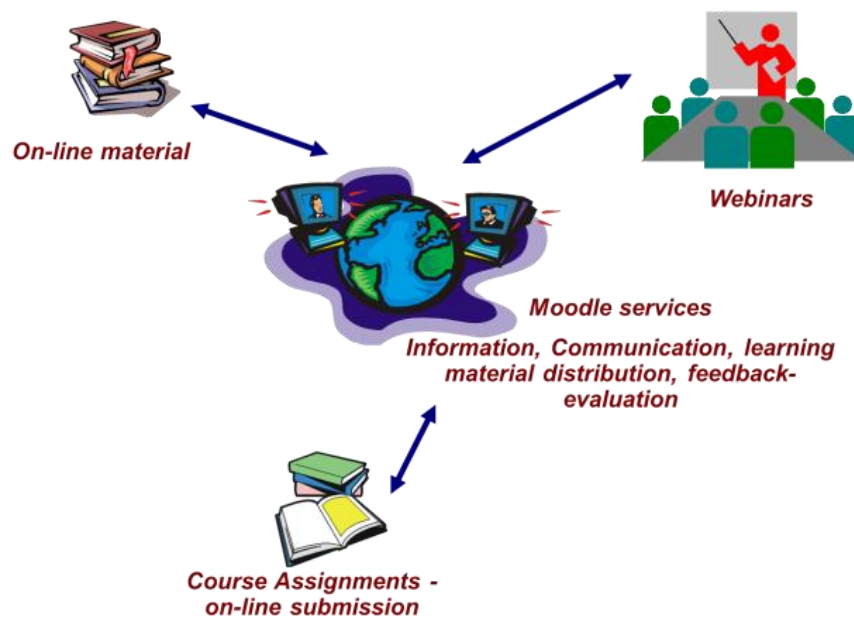 On-line material
Webinars
Moodle services
Information, Communication, learning
material distribution, feedback-
evaluation
Course Assignments -
on-line submission